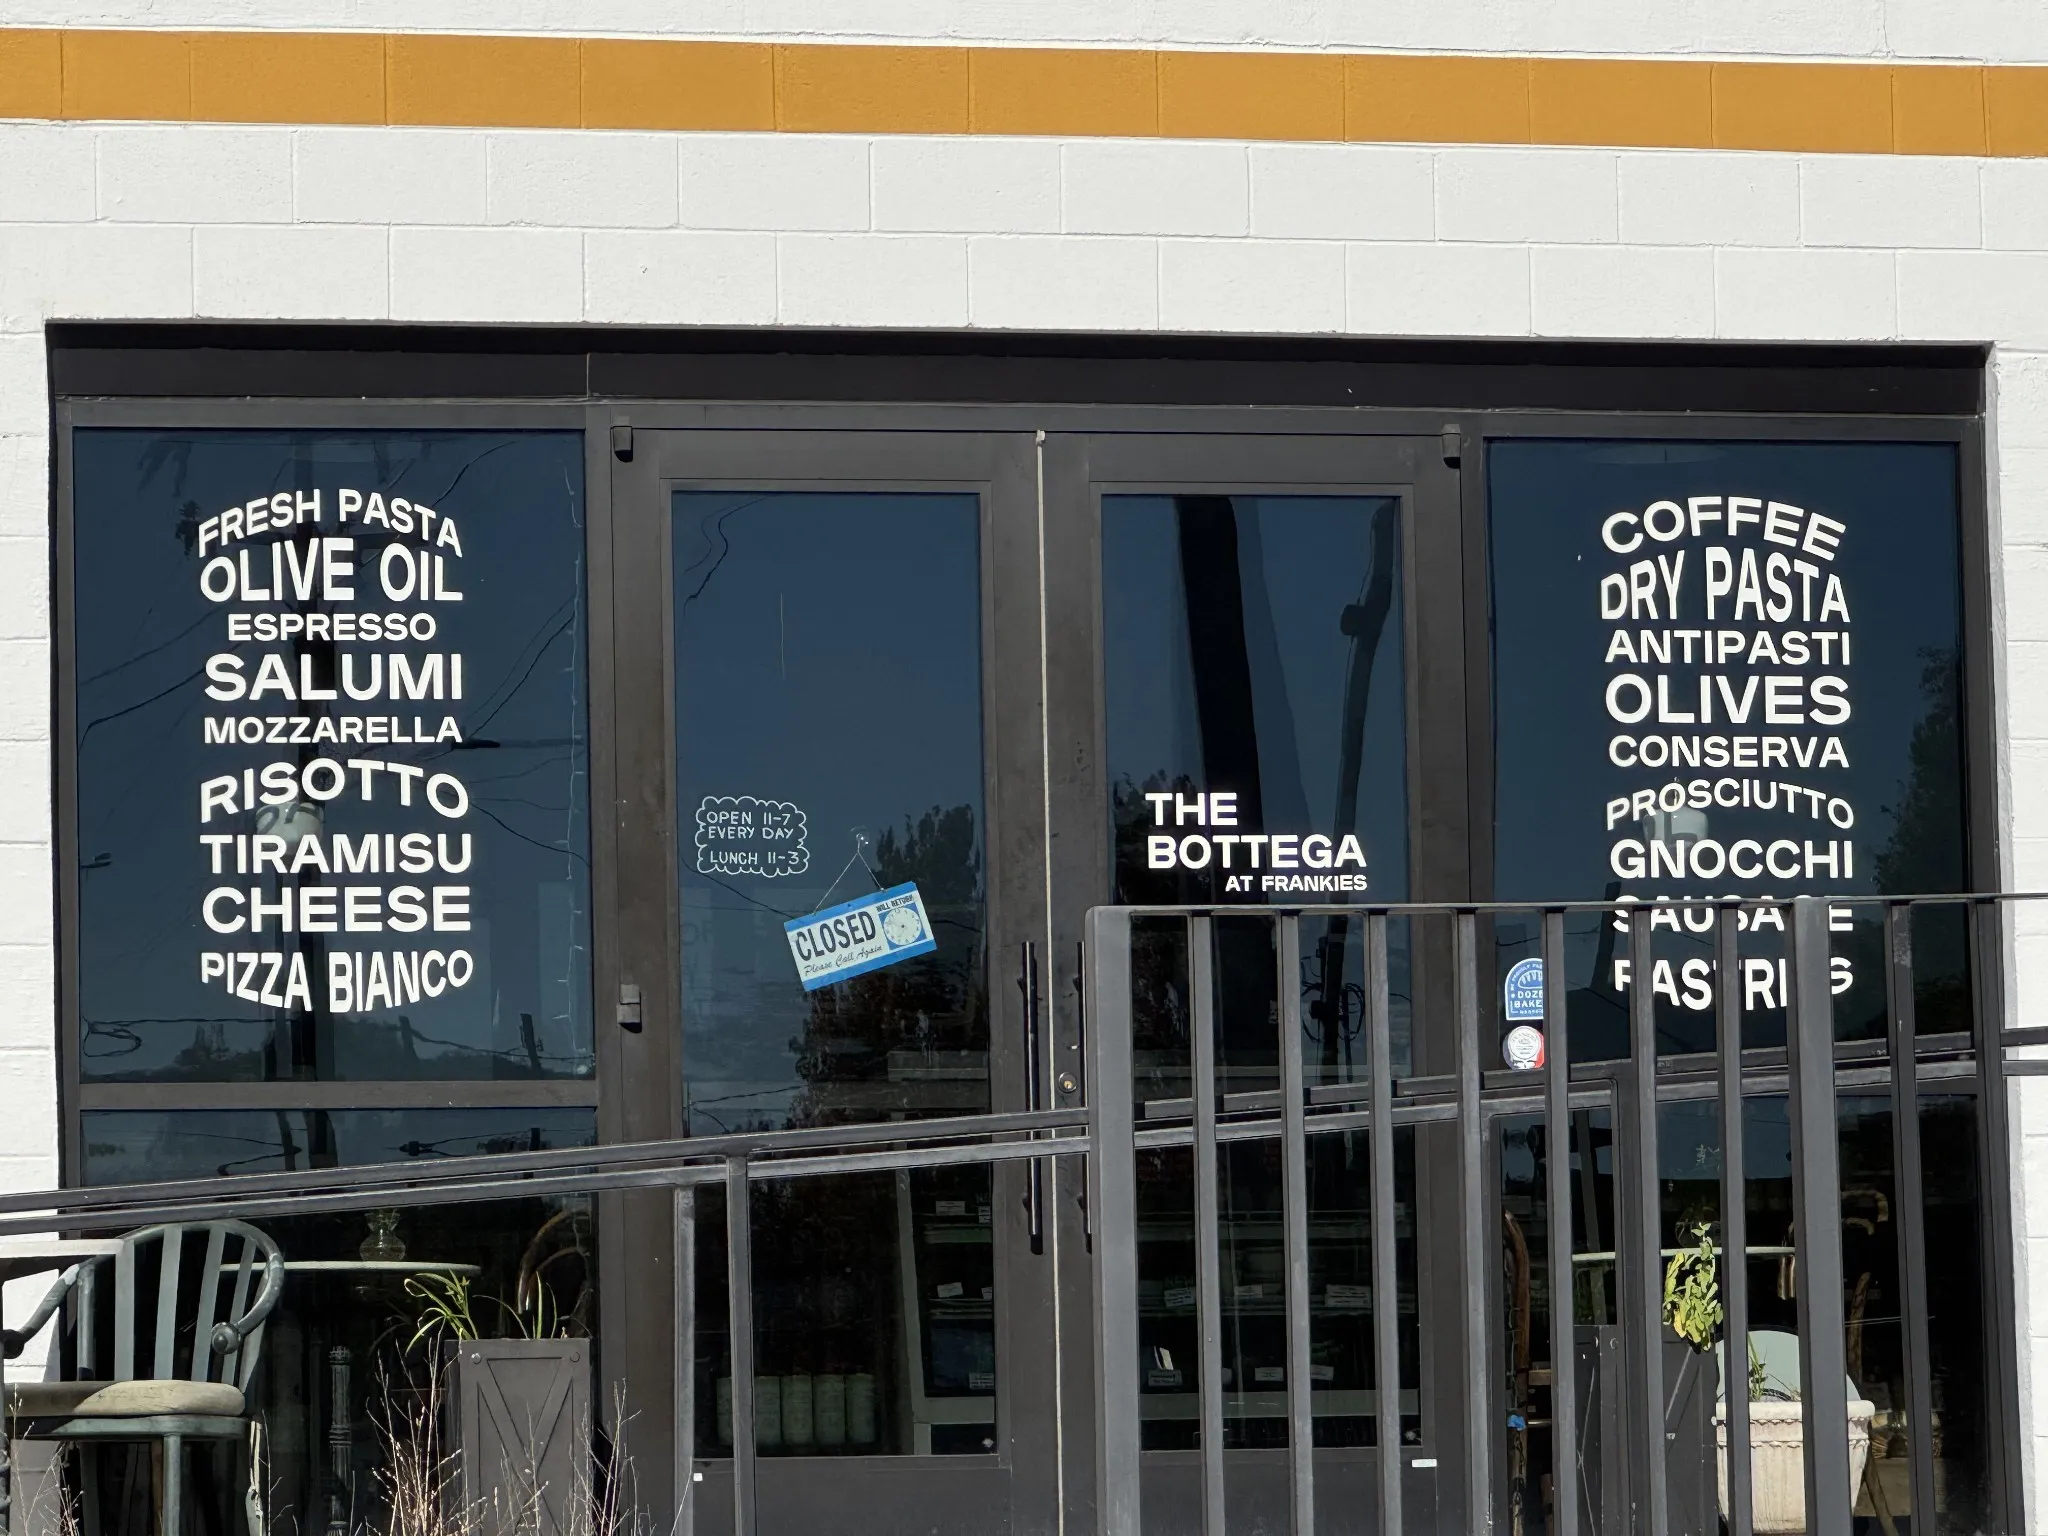 FRESH PASTA
OLIVE OIL
ESPRESSO
SALUMI
MOZZARELLA
RISOTTO
TIRAMISU
CHEESE
PIZZA BIANCO
OPEN 11-7
EVERY DAY
LUNCH 11-3
WILL RETURN
CLOSED
Please Call Again
THE
BOTTEGA
AT FRANKIES
COFFEE
DRY PASTA
ANTIPASTI
OLIVES
CONSERVA
PROSCIUTTO
GNOCCHI
SAUSAGE
PASTRIES